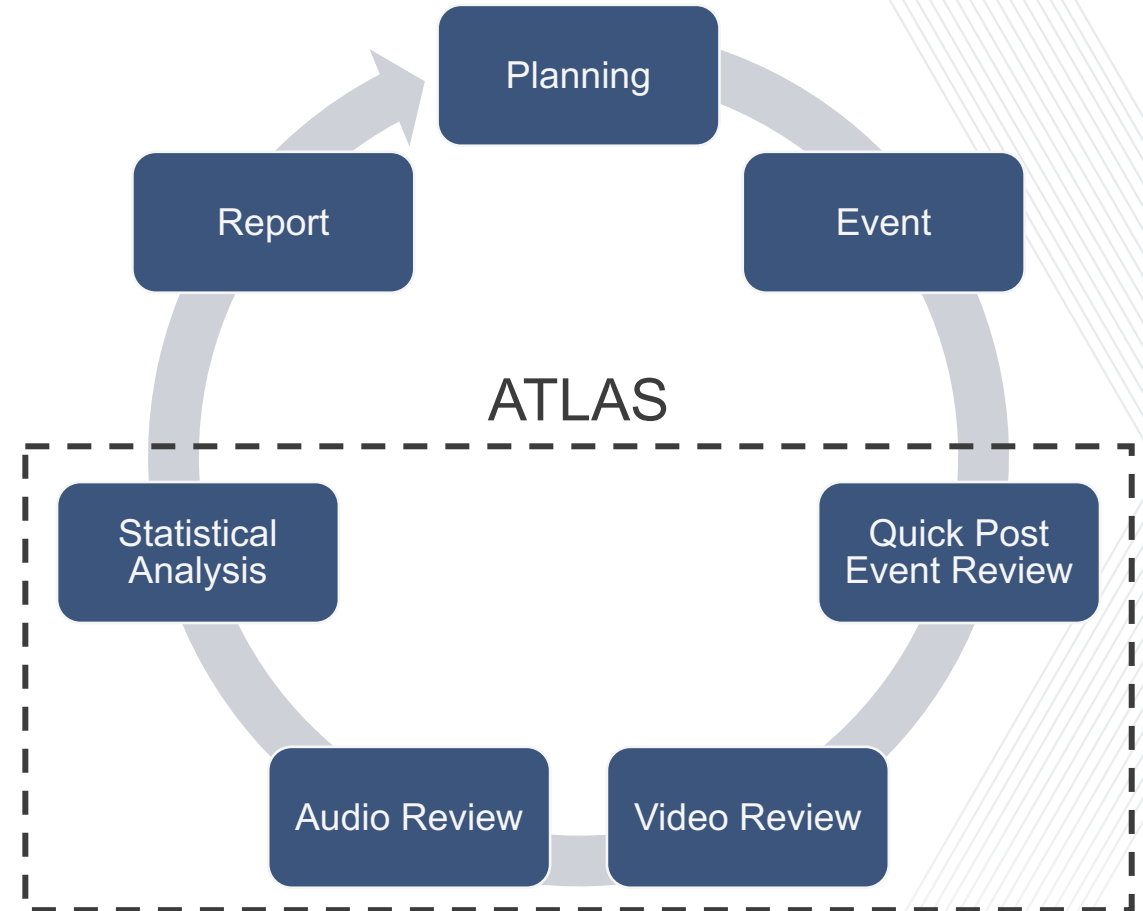 Planning
Report
Event
ATLAS
Statistical
Analysis
Quick Post
Event Review
Audio Review
Video Review